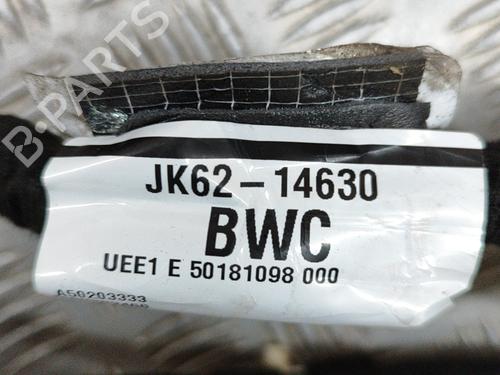 B-PARTS
JK62-14630
BWC
UEE1 E 50181098 000
A50203333